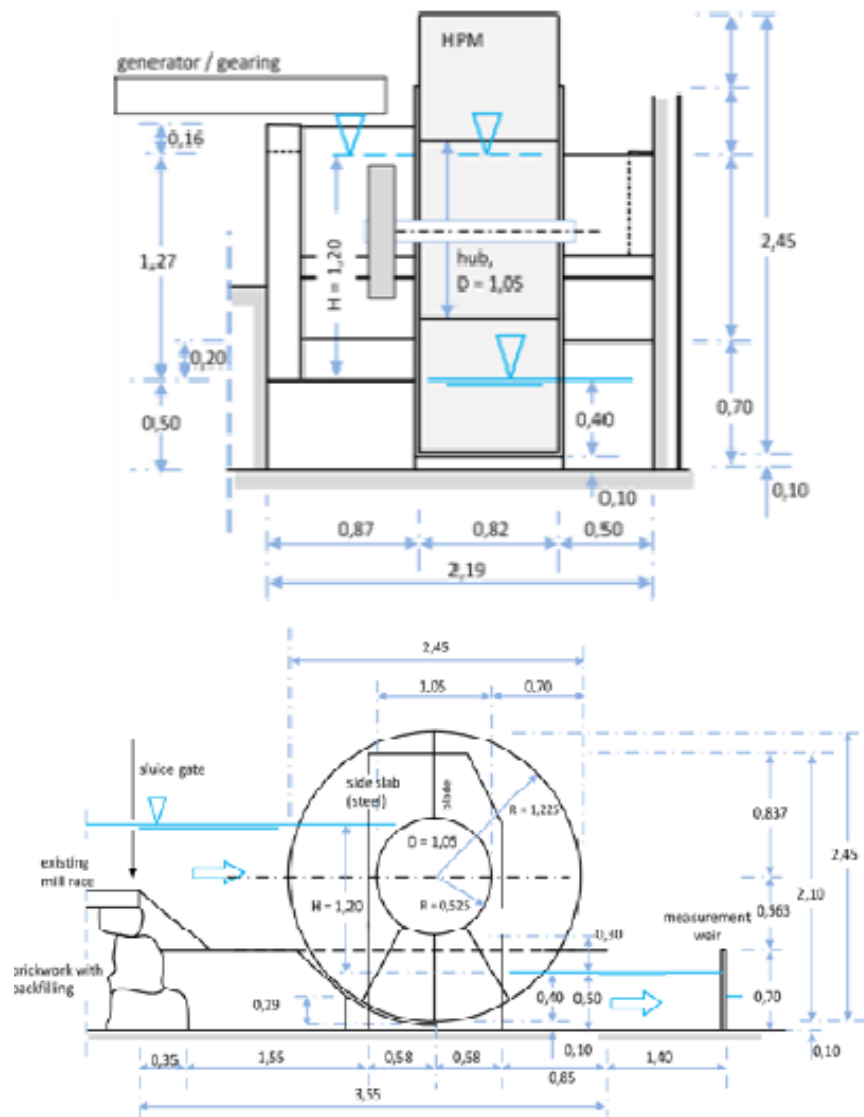 HPM
generator / gearing
0,16
1,27
H = 1,20
hub,
D = 1,05
2,45
0,20
0,50
0,40
0,70
0,10
0,10
0,87
0,82
0,50
2,19
2,45
1,05
0,70
sluice gate
side slab
(steel)
blade
R = 1,225
0,837
D = 1,05
2,45
existing
mill race
H = 1,20
R = 0,525
2,10
0,563
measurement
weir
0,30
brickwork with
backfilling
0,29
0,40
0,50
0,70
0,35
1,55
0,58
0,58
0,10
0,85
1,40
0,10
3,55